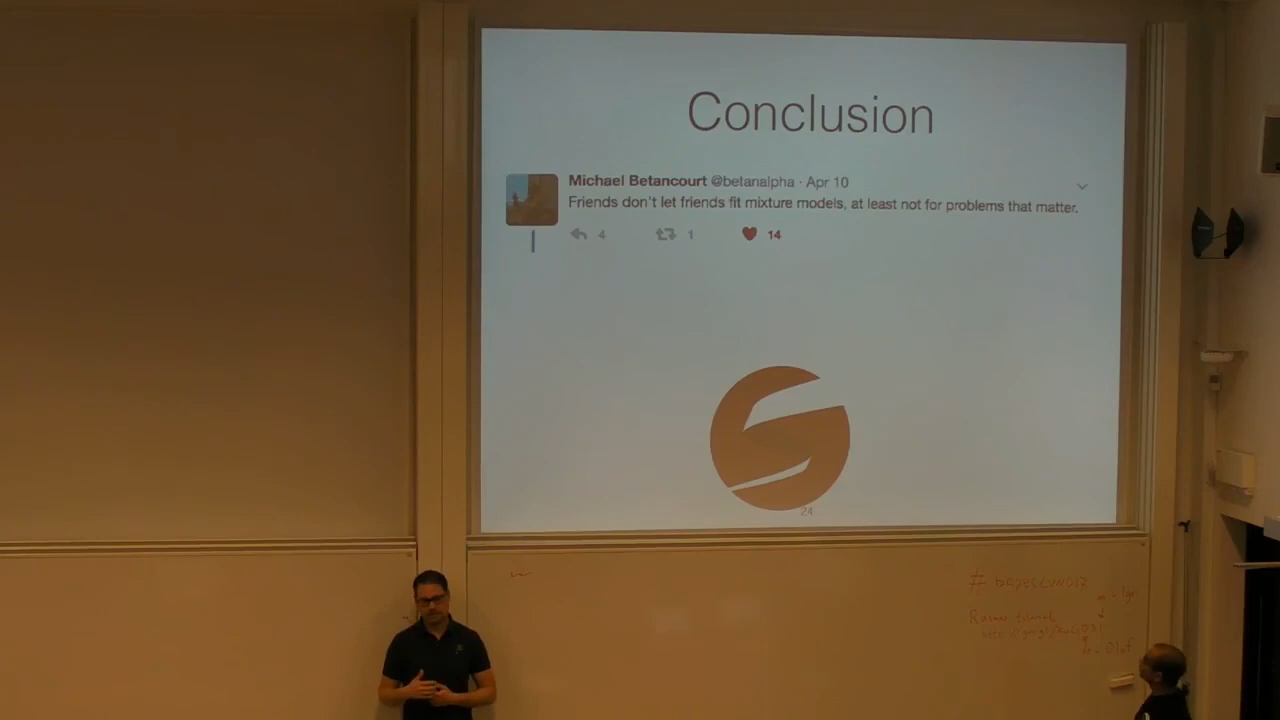 Conclusion
Michael Betancourt @betanalpha · Apr 10
Friends don't let friends fit mixture models, at least not for problems that matter.
4 1 14
24